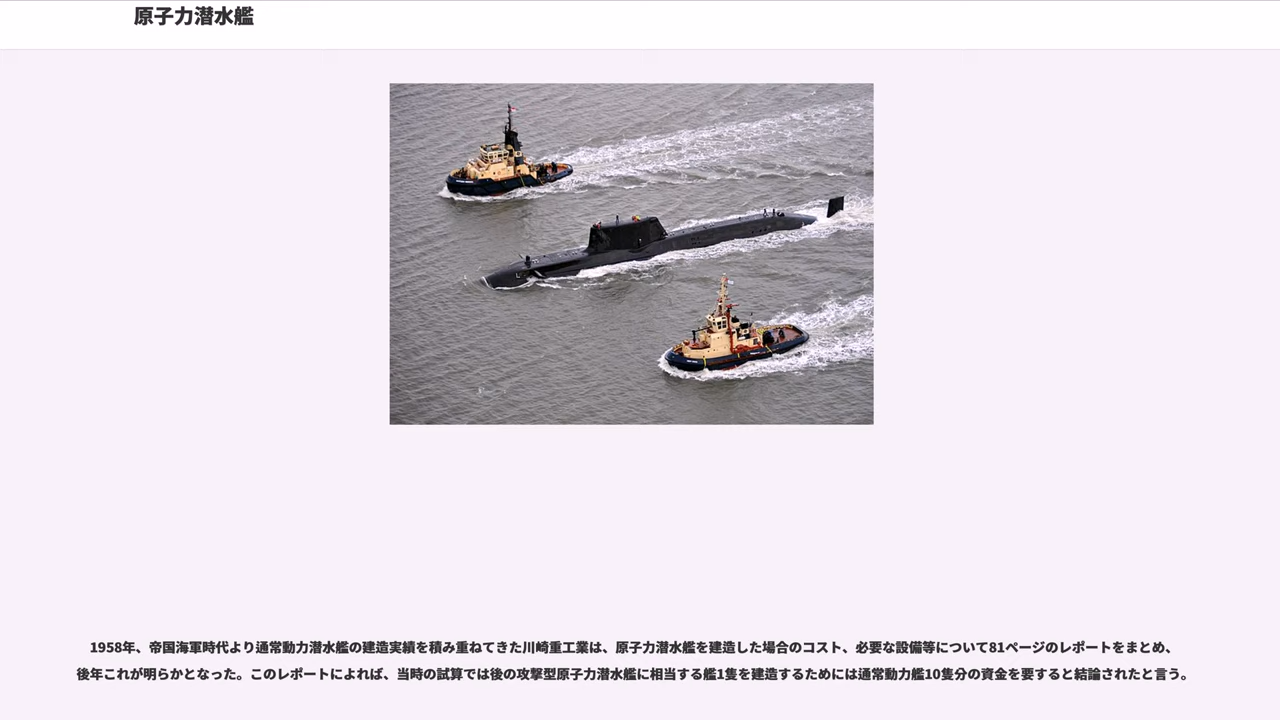 原子力潜水艦
1958年、帝国海軍時代より通常動力潜水艦の建造実績を積み重ねてきた川崎重工業は、原子力潜水艦を建造した場合のコスト、必要な設備等について81ページのレポートをまとめ、
後年これが明らかとなった。このレポートによれば、当時の試算では後の攻撃型原子力潜水艦に相当する艦1隻を建造するためには通常動力艦10隻分の資金を要すると結論されたと言う。